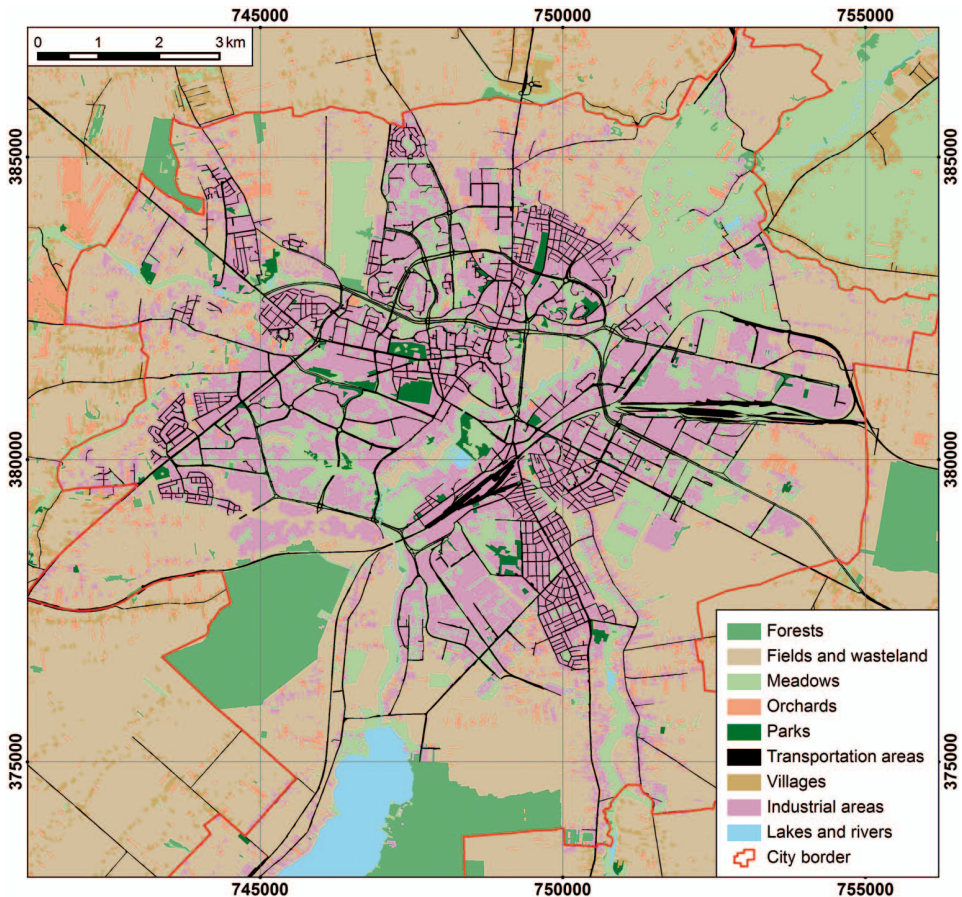 745000 750000 755000
0 1 2 3 km
385000 385000
380000 380000
375000 375000
Forests
Fields and wasteland
Meadows
Orchards
Parks
Transportation areas
Villages
Industrial areas
Lakes and rivers
City border
745000 750000 755000